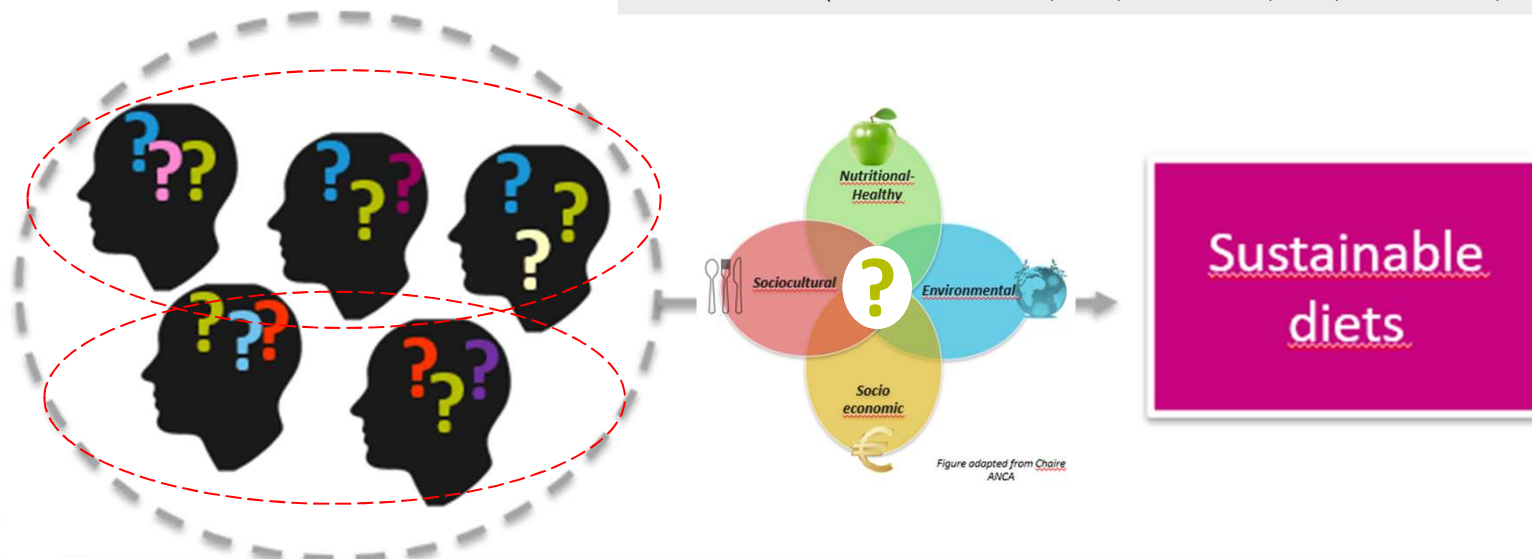 ? ? ?
? ? ?
? ? ?
? ? ?
? ? ?
Nutritional-
Healthy
Sociocultural
?
Environmental
Socio
economic
€
Figure adapted from Chaire
ANCA
Sustainable
diets